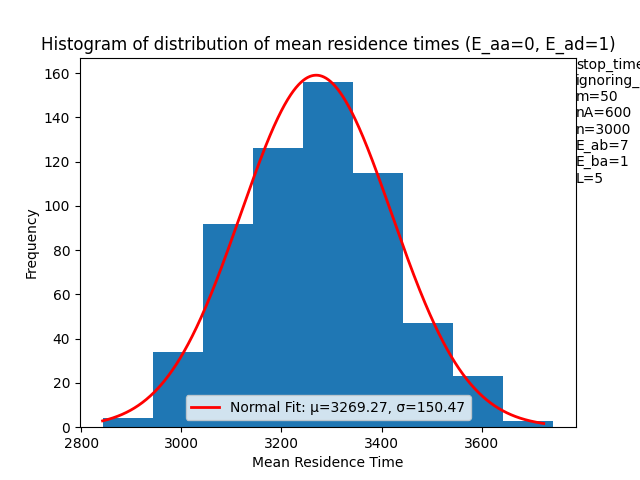 Histogram of distribution of mean residence times (E_aa=0, E_ad=1)
stop_time
ignoring_
m=50
nA=600
n=3000
E_ab=7
E_ba=1
L=5
160
140
120
100
80
60
40
20
0
Frequency
Normal Fit: μ=3269.27, σ=150.47
2800 3000 3200 3400 3600
Mean Residence Time